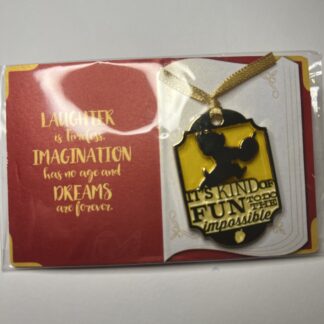 LAUGHTER
is timeless,
IMAGINATION
has no age and
DREAMS
are forever.
IT'S KIND OF
FUN TO DO
THE
impossible